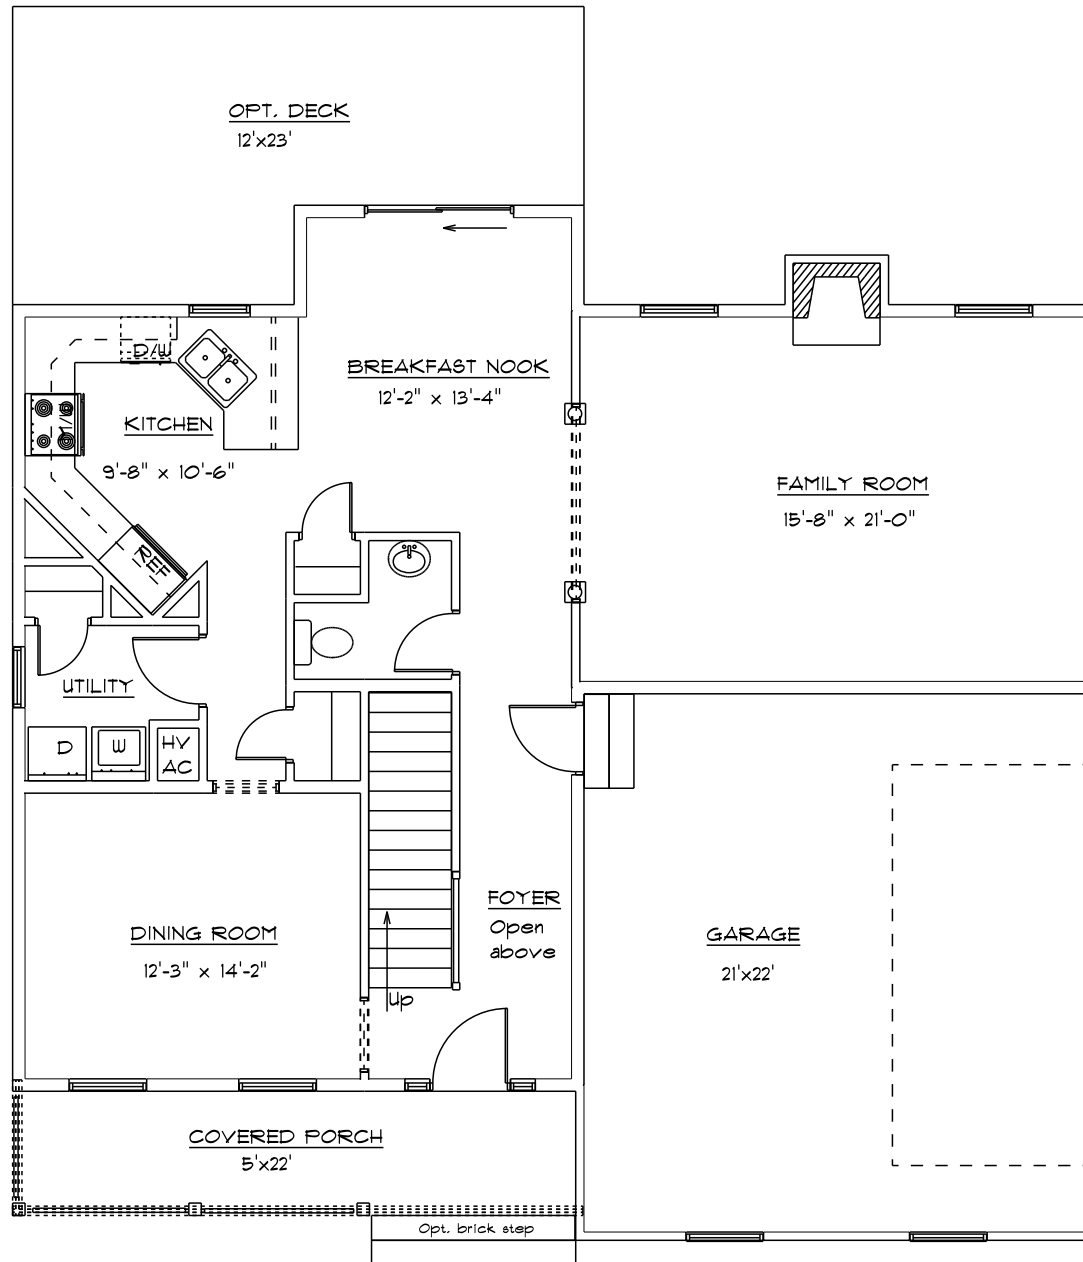 OPT. DECK
12'x23'
D/W
BREAKFAST NOOK
12'-2" x 13'-4"
KITCHEN
9'-8" x 10'-6"
FAMILY ROOM
15'-8" x 21'-0"
REF
UTILITY
D
W
HV
AC
FOYER
Open
above
DINING ROOM
12'-3" x 14'-2"
GARAGE
21'x22'
Up
COVERED PORCH
5'x22'
Opt. brick step